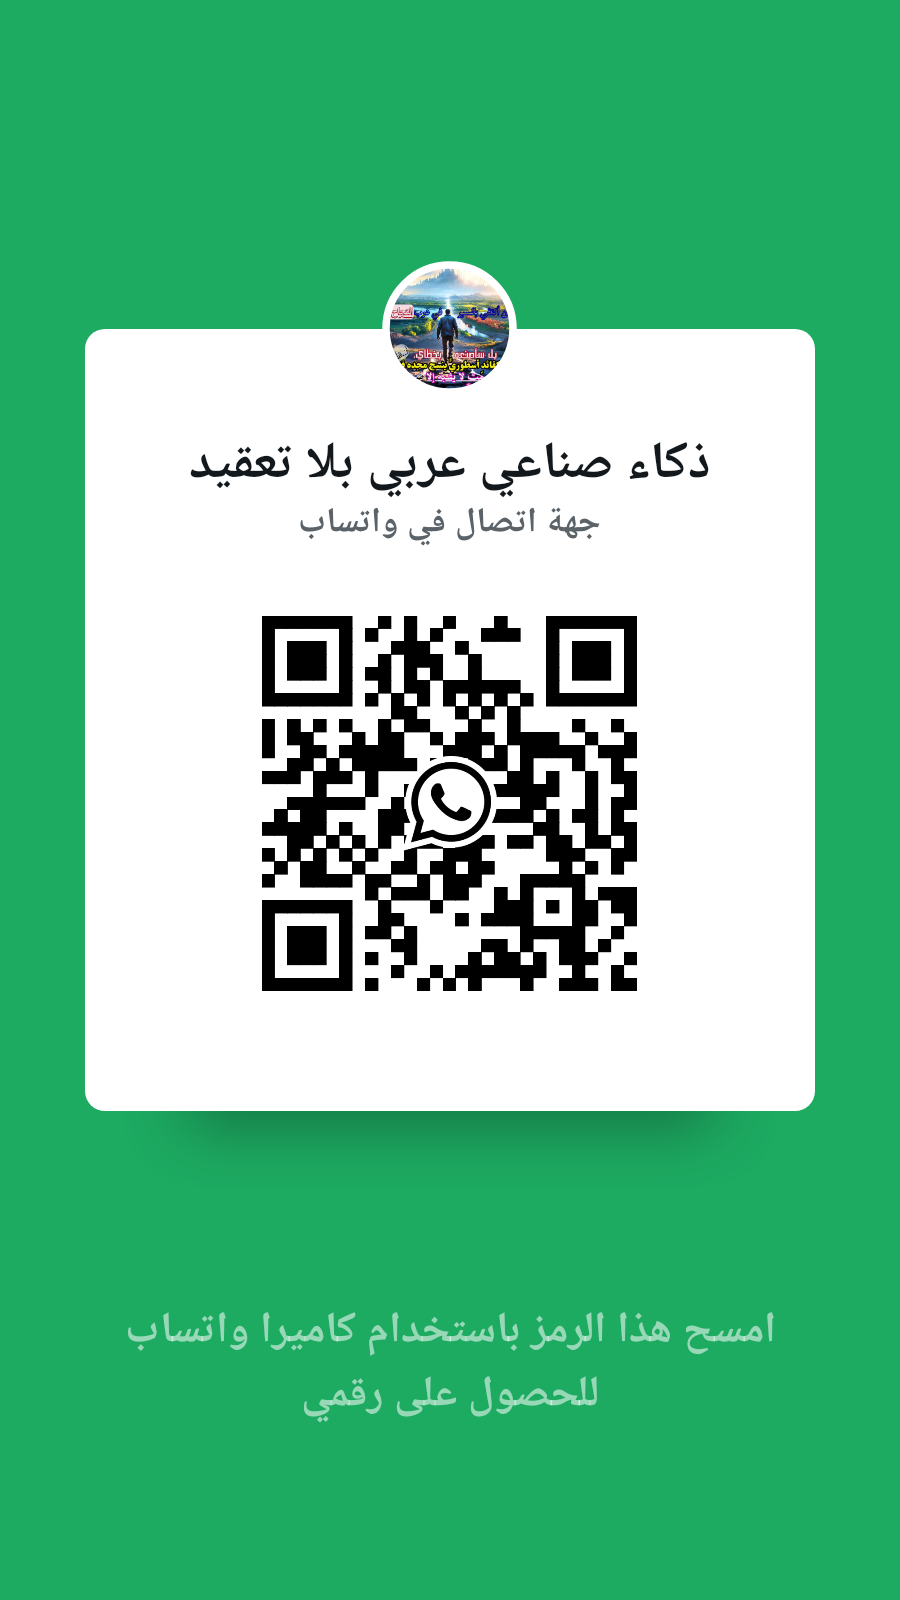 ذكاء صناعي عربي بلا تعقيد
جهة اتصال في واتساب
امسح هذا الرمز باستخدام كاميرا واتساب
للحصول على رقمي